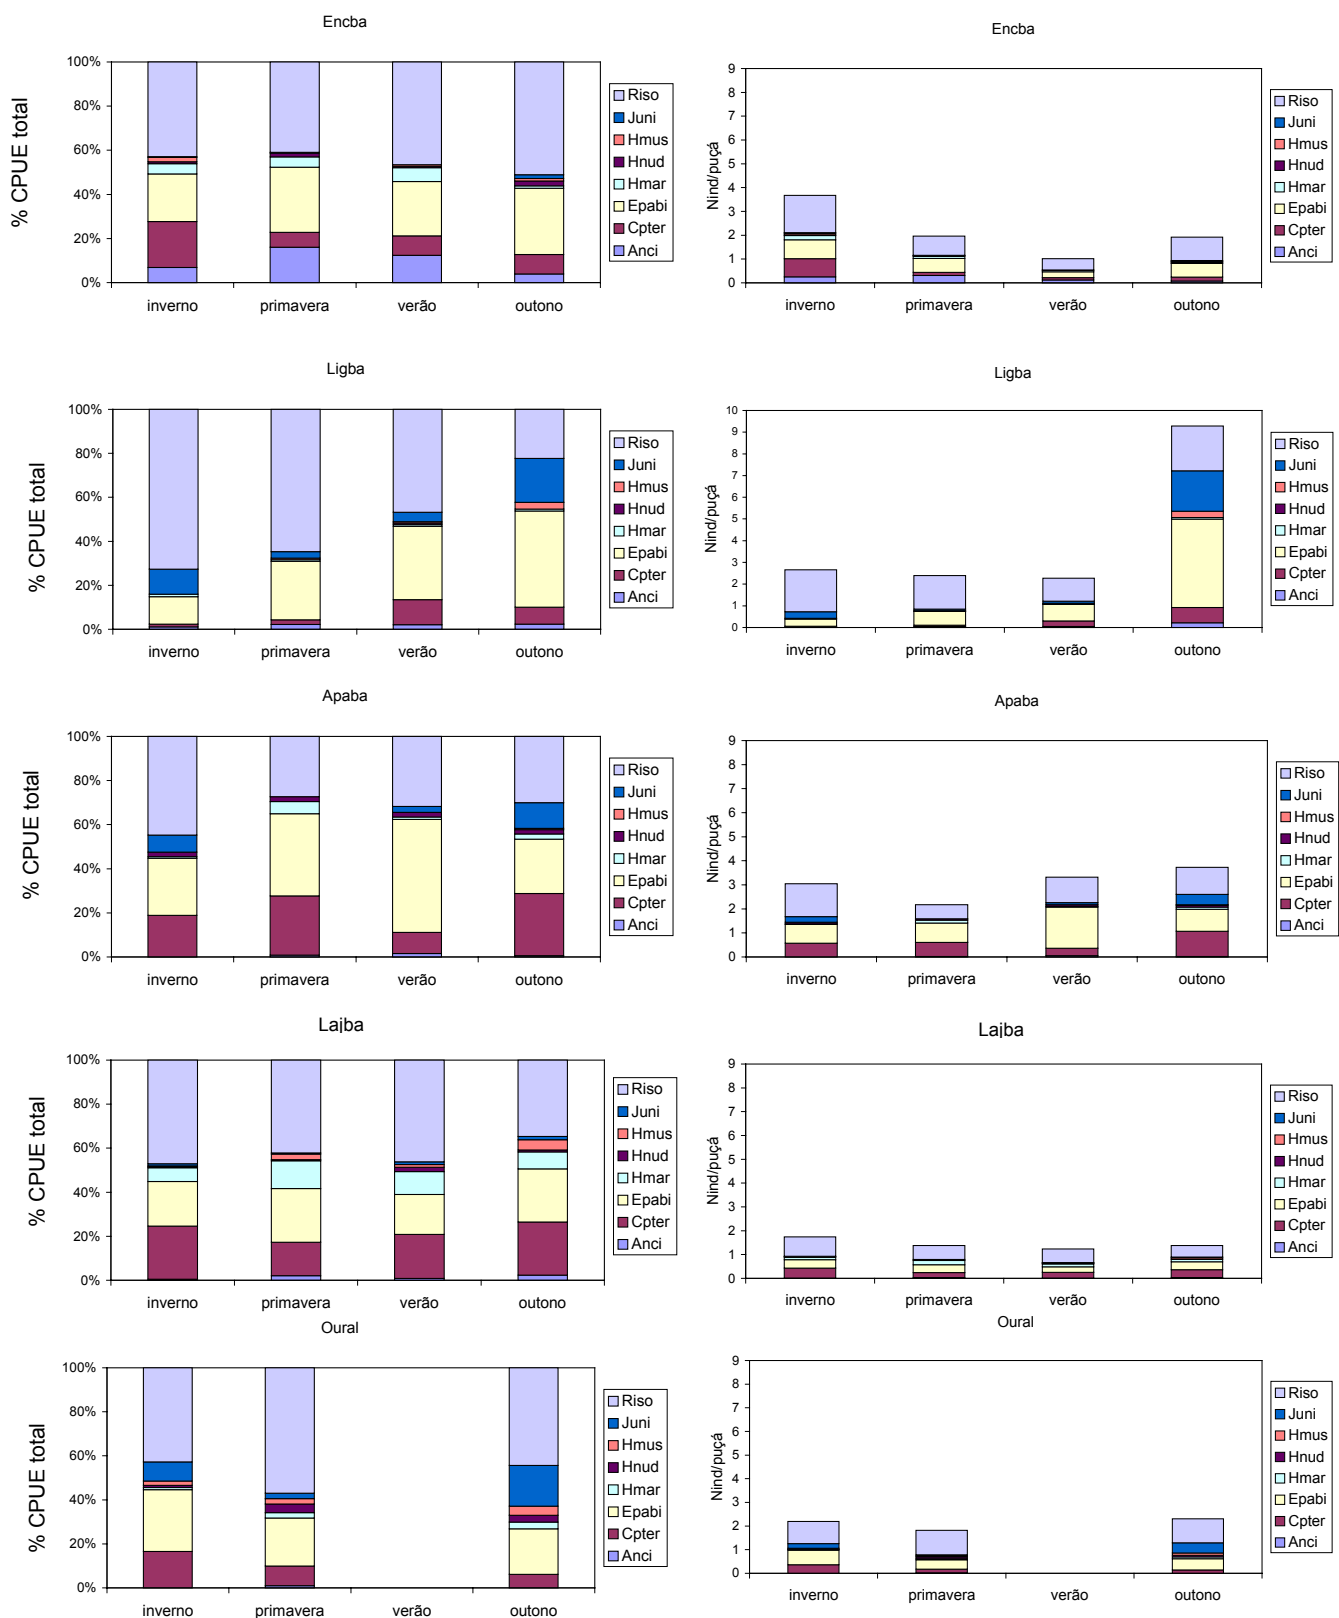 Encba
% CPUE total
100%
80%
60%
40%
20%
0%
inverno primavera verão outono
Riso
Juni
Hmus
Hnud
Hmar
Epabi
Cpter
Anci
Encba
Nind/puçá
9
8
7
6
5
4
3
2
1
0
inverno primavera verão outono
Riso
Juni
Hmus
Hnud
Hmar
Epabi
Cpter
Anci
Ligba
% CPUE total
100%
80%
60%
40%
20%
0%
inverno primavera verão outono
Riso
Juni
Hmus
Hnud
Hmar
Epabi
Cpter
Anci
Ligba
Nind/puçá
10
9
8
7
6
5
4
3
2
1
0
inverno primavera verão outono
Riso
Juni
Hmus
Hnud
Hmar
Epabi
Cpter
Anci
Apaba
% CPUE total
100%
80%
60%
40%
20%
0%
inverno primavera verão outono
Riso
Juni
Hmus
Hnud
Hmar
Epabi
Cpter
Anci
Apaba
Nind/puçá
9
8
7
6
5
4
3
2
1
0
inverno primavera verão outono
Riso
Juni
Hmus
Hnud
Hmar
Epabi
Cpter
Anci
Lajba
% CPUE total
100%
80%
60%
40%
20%
0%
inverno primavera verão outono
Riso
Juni
Hmus
Hnud
Hmar
Epabi
Cpter
Anci
Lajba
Nind/puçá
9
8
7
6
5
4
3
2
1
0
inverno primavera verão outono
Riso
Juni
Hmus
Hnud
Hmar
Epabi
Cpter
Anci
Oural
% CPUE total
100%
80%
60%
40%
20%
0%
inverno primavera verão outono
Riso
Juni
Hmus
Hnud
Hmar
Epabi
Cpter
Anci
Oural
Nind/puçá
9
8
7
6
5
4
3
2
1
0
inverno primavera verão outono
Riso
Juni
Hmus
Hnud
Hmar
Epabi
Cpter
Anci